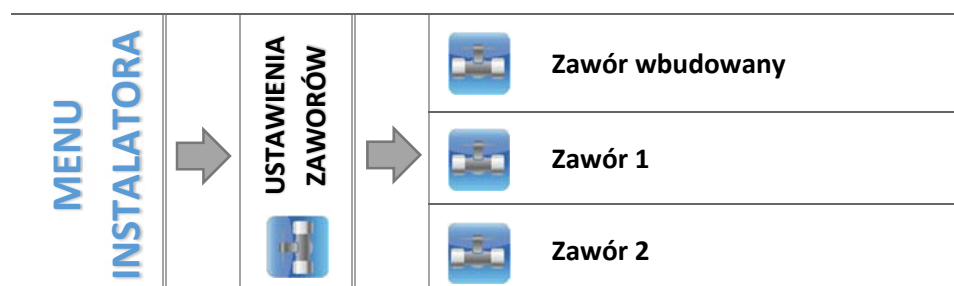 MENU
INSTALATORA
USTAWIENIA
ZAWORÓW
Zawór wbudowany
Zawór 1
Zawór 2